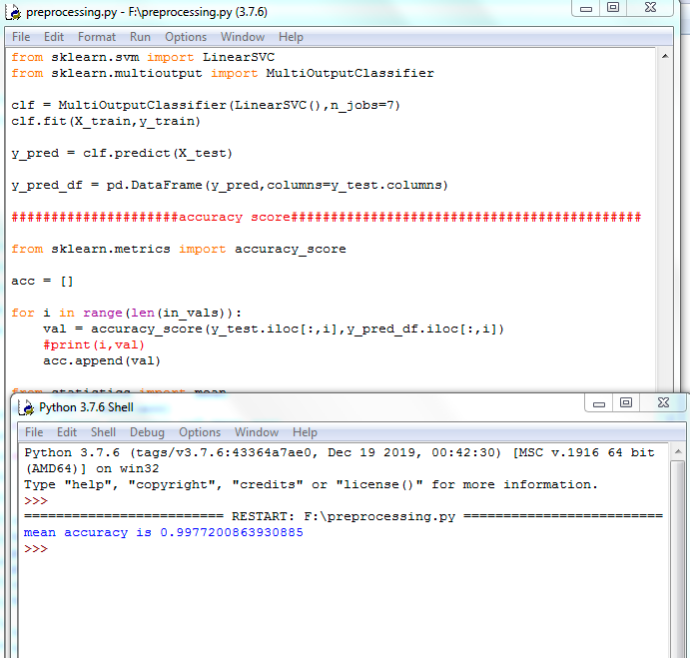 preprocessing.py - F:\preprocessing.py (3.7.6)
File Edit Format Run Options Window Help
from sklearn.svm import LinearSVC
from sklearn.multioutput import MultiOutputClassifier
clf = MultiOutputClassifier(LinearSVC(),n_jobs=7)
clf.fit(X_train,y_train)
y_pred = clf.predict(X_test)
y_pred_df = pd.DataFrame(y_pred,columns=y_test.columns)
#####################accuracy score############################################
from sklearn.metrics import accuracy_score
acc = []
for i in range(len(in_vals)):
    val = accuracy_score(y_test.iloc[:,i],y_pred_df.iloc[:,i])
    #print(i,val)
    acc.append(val)
from statistics import mean
Python 3.7.6 Shell
File Edit Shell Debug Options Window Help
Python 3.7.6 (tags/v3.7.6:43364a7ae0, Dec 19 2019, 00:42:30) [MSC v.1916 64 bit
(AMD64)] on win32
Type "help", "copyright", "credits" or "license()" for more information.
>>>
========================= RESTART: F:\preprocessing.py =========================
mean accuracy is 0.9977200863930885
>>>